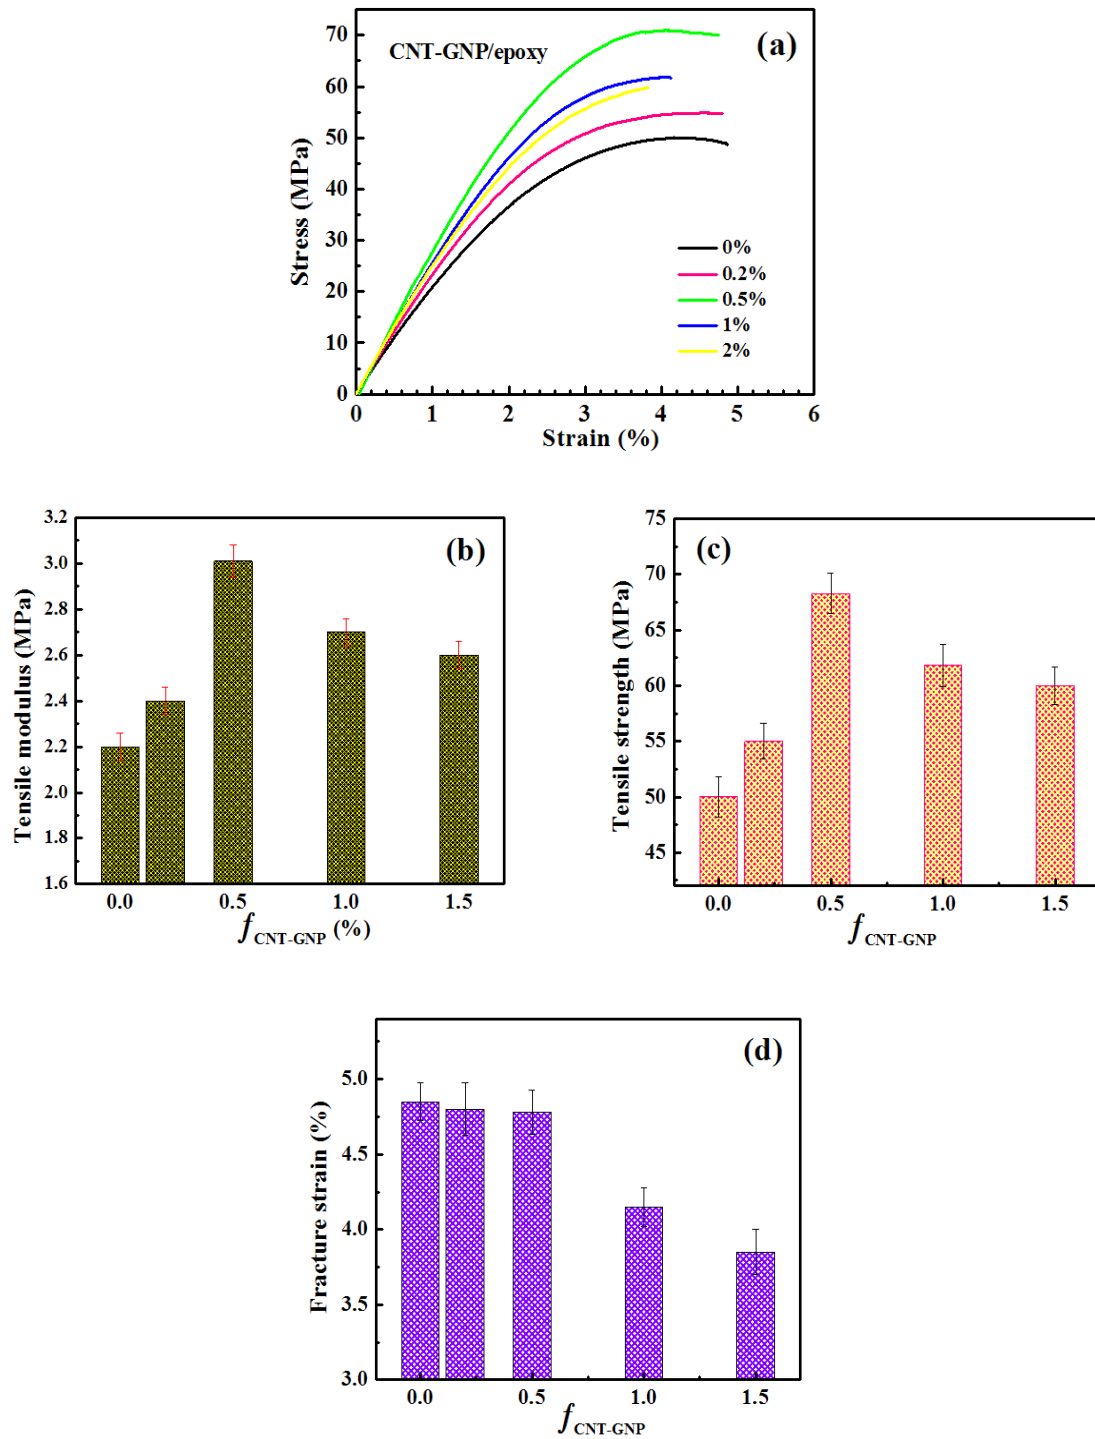 (a)
CNT-GNP/epoxy
Stress (MPa)
70
60
50
40
30
20
10
0
0 1 2 3 4 5 6
Strain (%)
0%
0.2%
0.5%
1%
2%
(b)
Tensile modulus (MPa)
3.2
3.0
2.8
2.6
2.4
2.2
2.0
1.8
1.6
0.0 0.5 1.0 1.5
f CNT-GNP (%)
(c)
Tensile strength (MPa)
75
70
65
60
55
50
45
0.0 0.5 1.0 1.5
f CNT-GNP
(d)
Fracture strain (%)
5.0
4.5
4.0
3.5
3.0
0.0 0.5 1.0 1.5
f CNT-GNP